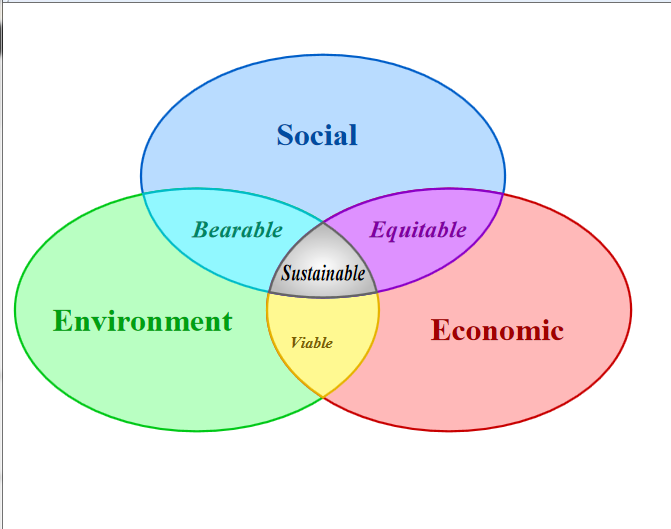 Social
Bearable
Equitable
Sustainable
Environment
Economic
Viable